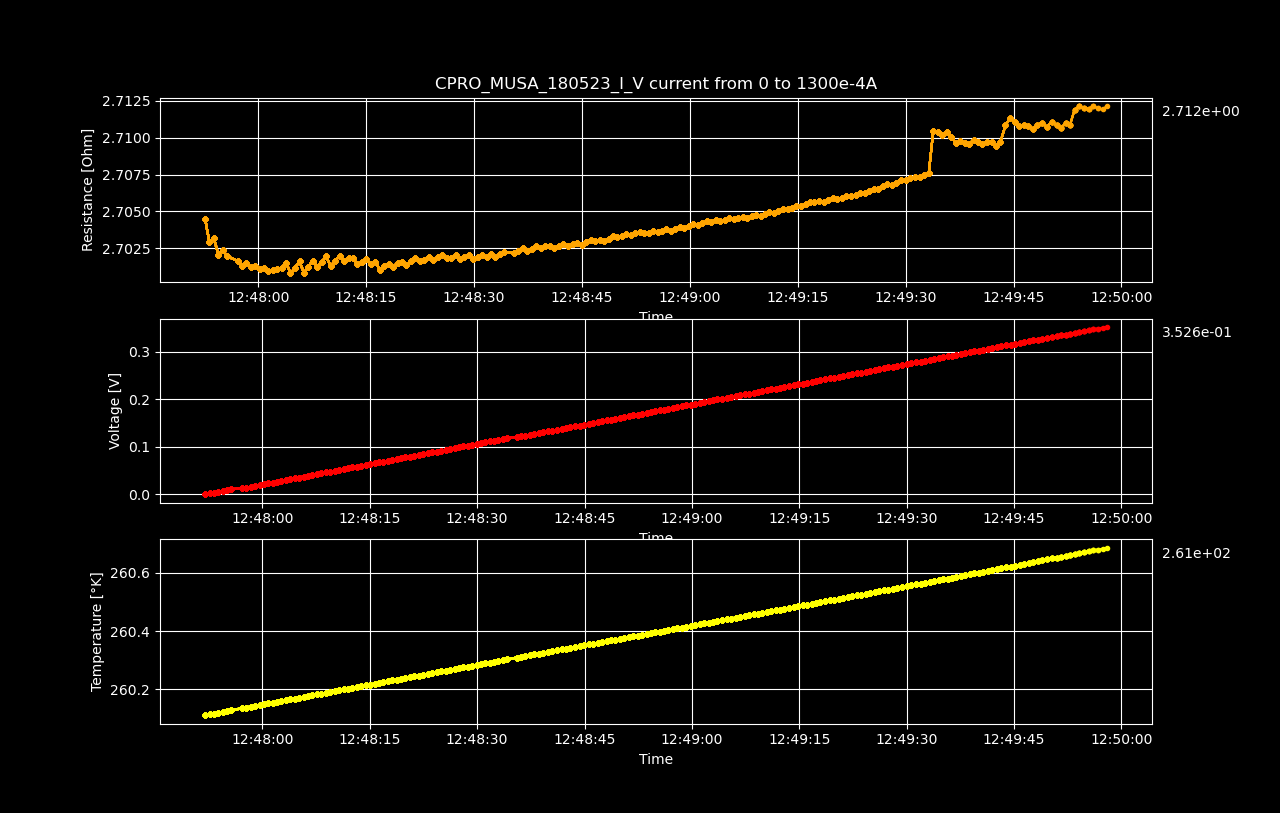 CPRO_MUSA_180523_I_V current from 0 to 1300e-4A
2.7125
2.7100
2.7075
2.7050
2.7025
Resistance [Ohm]
2.712e+00
12:48:00 12:48:15 12:48:30 12:48:45 12:49:00 12:49:15 12:49:30 12:49:45 12:50:00
Time
0.3
0.2
0.1
0.0
Voltage [V]
3.526e-01
12:48:00 12:48:15 12:48:30 12:48:45 12:49:00 12:49:15 12:49:30 12:49:45 12:50:00
Time
260.6
260.4
260.2
Temperature [°K]
2.61e+02
12:48:00 12:48:15 12:48:30 12:48:45 12:49:00 12:49:15 12:49:30 12:49:45 12:50:00
Time